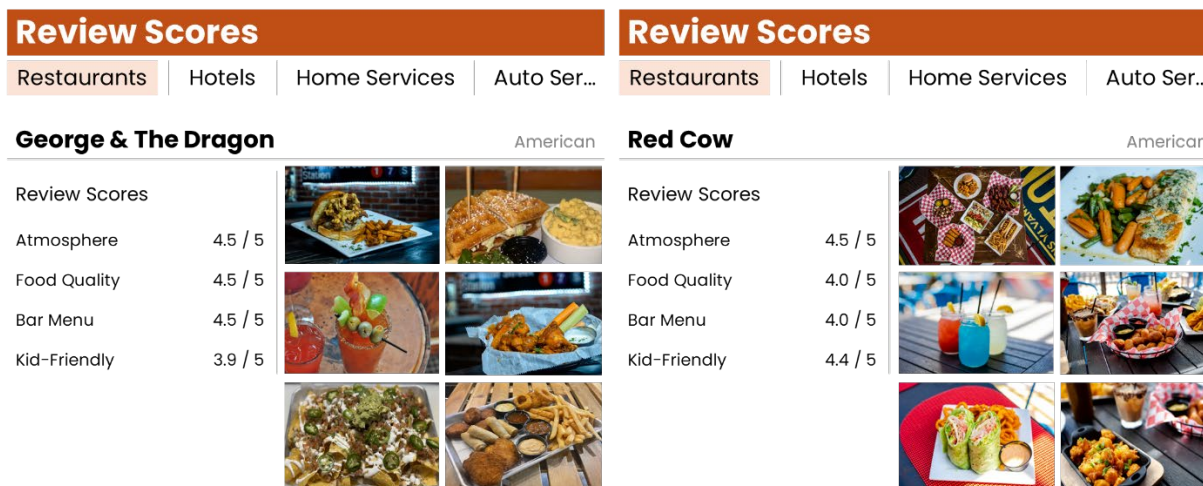 Review Scores
Restaurants Hotels Home Services Auto Ser...
George & The Dragon American
Review Scores
Atmosphere 4.5 / 5
Food Quality 4.5 / 5
Bar Menu 4.5 / 5
Kid-Friendly 3.9 / 5
Station 1 7 S
Review Scores
Restaurants Hotels Home Services Auto Ser..
Red Cow American
Review Scores
Atmosphere 4.5 / 5
Food Quality 4.0 / 5
Bar Menu 4.0 / 5
Kid-Friendly 4.4 / 5